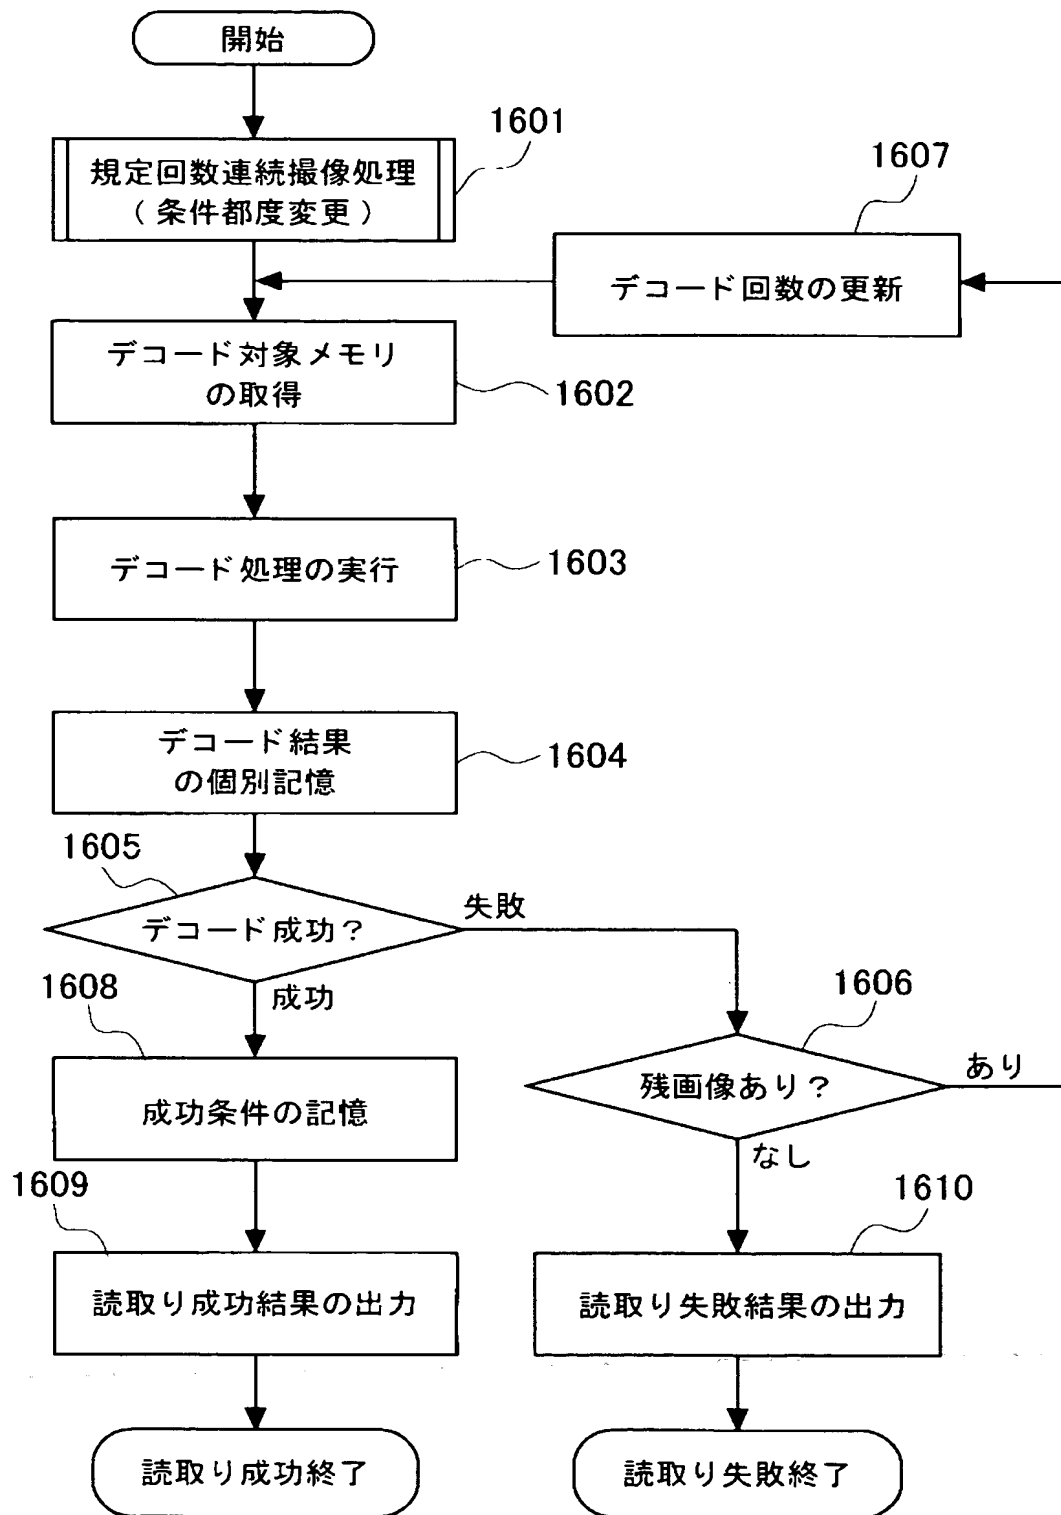 開始
1601
規定回数連続撮像処理
(条件都度変更)
1607
デコード回数の更新
デコード対象メモリ
の取得
1602
デコード処理の実行
1603
デコード結果
の個別記憶
1604
1605
デコード成功?
失敗
成功
1606
残画像あり?
あり
なし
1608
成功条件の記憶
1609
読取り成功結果の出力
1610
読取り失敗結果の出力
読取り成功終了
読取り失敗終了